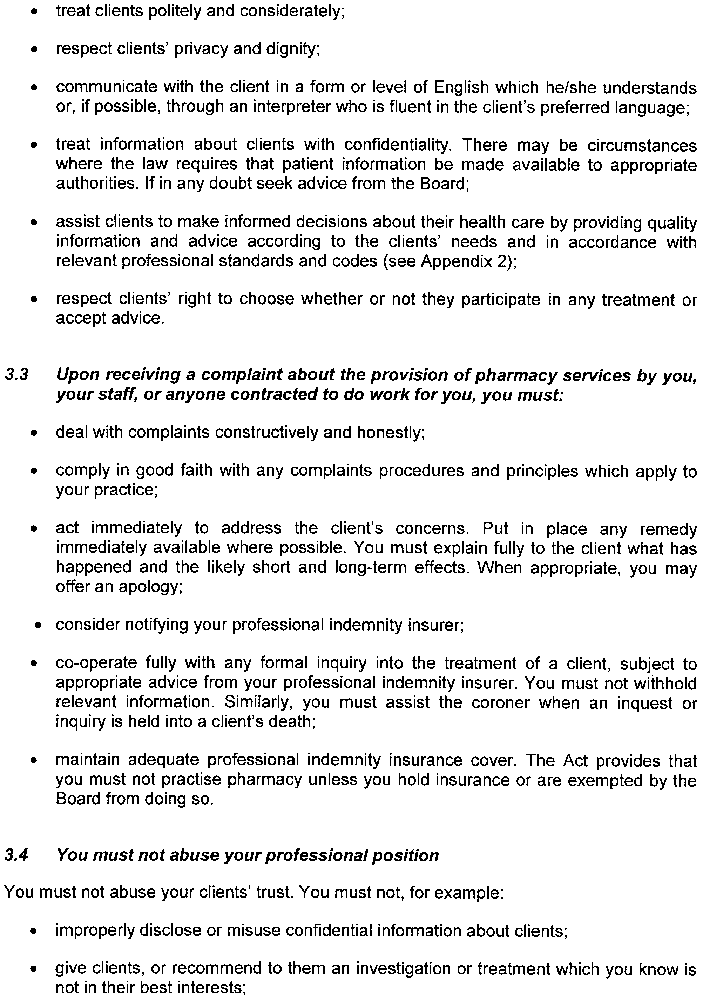 • treat clients politely and considerately;
• respect clients' privacy and dignity;
• communicate with the client in a form or level of English which he/she understands
or, if possible, through an interpreter who is fluent in the client's preferred language;
• treat information about clients with confidentiality. There may be circumstances
where the law requires that patient information be made available to appropriate
authorities. If in any doubt seek advice from the Board;
• assist clients to make informed decisions about their health care by providing quality
information and advice according to the clients' needs and in accordance with
relevant professional standards and codes (see Appendix 2);
• respect clients' right to choose whether or not they participate in any treatment or
accept advice.
3.3 Upon receiving a complaint about the provision of pharmacy services by you,
your staff, or anyone contracted to do work for you, you must:
• deal with complaints constructively and honestly;
• comply in good faith with any complaints procedures and principles which apply to
your practice;
• act immediately to address the client's concerns. Put in place any remedy
immediately available where possible. You must explain fully to the client what has
happened and the likely short and long-term effects. When appropriate, you may
offer an apology;
• consider notifying your professional indemnity insurer;
• co-operate fully with any formal inquiry into the treatment of a client, subject to
appropriate advice from your professional indemnity insurer. You must not withhold
relevant information. Similarly, you must assist the coroner when an inquest or
inquiry is held into a client's death;
• maintain adequate professional indemnity insurance cover. The Act provides that
you must not practise pharmacy unless you hold insurance or are exempted by the
Board from doing so.
3.4 You must not abuse your professional position
You must not abuse your clients' trust. You must not, for example:
• improperly disclose or misuse confidential information about clients;
• give clients, or recommend to them an investigation or treatment which you know is
not in their best interests;